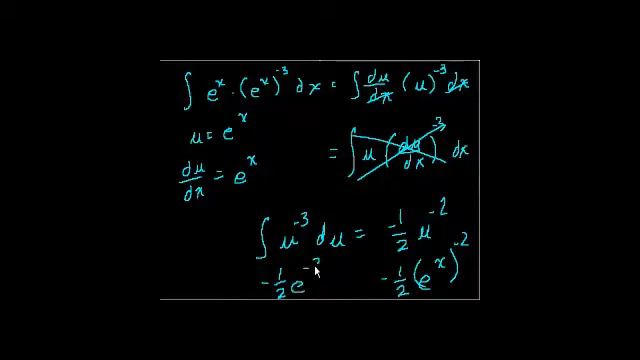 ∫ e^x · (e^x)^-3 dx = ∫ du/dx (u)^-3 dx
u = e^x
= ∫ u (du/dx)^-3 dx
du/dx = e^x
∫ u^-3 du = -1/2 u^-2
-1/2 e -1/2 (e^x)^-2